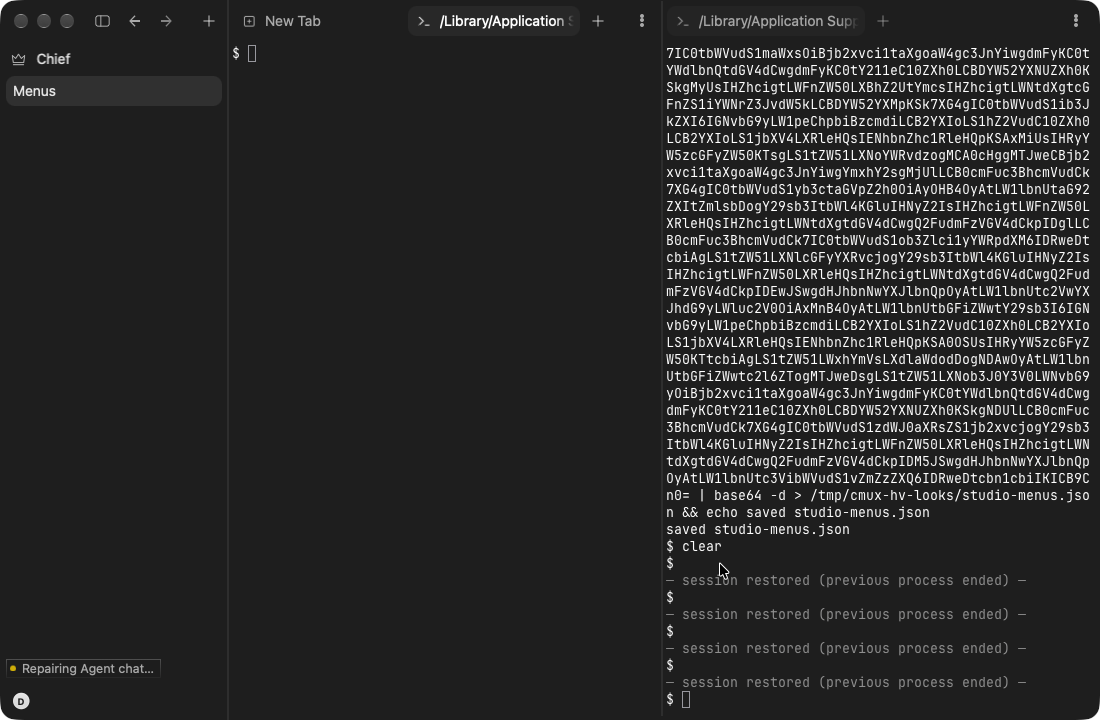 New Tab
/Library/Application S
/Library/Application Supp
Chief
Menus
$
7IC0tbWVudS1maWxsOiBjb2xvci1taXgoaW4gc3JnYiwgdmFyKC0t
YWdlbnQtdGV4dCwgdmFyKC0tY211eC10ZXh0LCBDYW52YXNUZXh0K
SkgMyUsIHZhcigtLWFnZW50LXBhZ2UtYmcsIHZhcigtLWNtdXgtcG
FnZS1iYWNrZ3JvdW5kLCBDYW52YXMpKSk7XG4gIC0tbWVudS1ib3J
kZXI6IGNvbG9yLW1peChpbiBzcmdiLCB2YXIoLS1hZ2VudC10ZXh0
LCB2YXIoLS1jbXV4LXRleHQsIENhbnZhc1RleHQpKSAxMiUsIHRyY
W5zcGFyZW50KTsgLS1tZW51LXNoYWRvdzogMCA0cHggMTJweCBjb2
xvci1taXgoaW4gc3JnYiwgYmxhY2sgMjUlLCB0cmFuc3BhcmVudCk
7XG4gIC0tbWVudS1yb3ctaGVpZ2h0OiAyOHB4OyAtLW1lbnUtaG92
ZXItZmlsbDogY29sb3ItbWl4KGluIHNyZ2IsIHZhcigtLWFnZW50L
XRleHQsIHZhcigtLWNtdXgtdGV4dCwgQ2FudmFzVGV4dCkpIDglLC
B0cmFuc3BhcmVudCk7IC0tbWVudS1ob3Zlci1yYWRpdXM6IDRweDt
cbiAgLS1tZW51LXNlcGFyYXRvcjogY29sb3ItbWl4KGluIHNyZ2Is
IHZhcigtLWFnZW50LXRleHQsIHZhcigtLWNtdXgtdGV4dCwgQ2Fud
mFzVGV4dCkpIDEwJSwgdHJhbnNwYXJlbnQpOyAtLW1lbnUtc2VwYX
JhdG9yLWluc2V0OiAxMnB4OyAtLW1lbnUtbGFiZWwtY29sb3I6IGN
vbG9yLW1peChpbiBzcmdiLCB2YXIoLS1hZ2VudC10ZXh0LCB2YXIo
LS1jbXV4LXRleHQsIENhbnZhc1RleHQpKSA0OSUsIHRyYW5zcGFyZ
W50KTtcbiAgLS1tZW51LWxhYmVsLXdlaWdodDogNDAwOyAtLW1lbn
UtbGFiZWwtc2l6ZTogMTJweDsgLS1tZW51LXNob3J0Y3V0LWNvbG9
yOiBjb2xvci1taXgoaW4gc3JnYiwgdmFyKC0tYWdlbnQtdGV4dCwg
dmFyKC0tY211eC10ZXh0LCBDYW52YXNUZXh0KSkgNDUlLCB0cmFuc
3BhcmVudCk7XG4gIC0tbWVudS1zdWJ0aXRsZS1jb2xvcjogY29sb3
ItbWl4KGluIHNyZ2IsIHZhcigtLWFnZW50LXRleHQsIHZhcigtLWN
tdXgtdGV4dCwgQ2FudmFzVGV4dCkpIDM5JSwgdHJhbnNwYXJlbnQp
OyAtLW1lbnUtc3VibWVudS1vZmZzZXQ6IDRweDtcbn1cbiIKICB9C
n0= | base64 -d > /tmp/cmux-hv-looks/studio-menus.jso
n && echo saved studio-menus.json
saved studio-menus.json
$ clear
$
— session restored (previous process ended) —
$
— session restored (previous process ended) —
$
— session restored (previous process ended) —
$
— session restored (previous process ended) —
$
Repairing Agent chat...
D